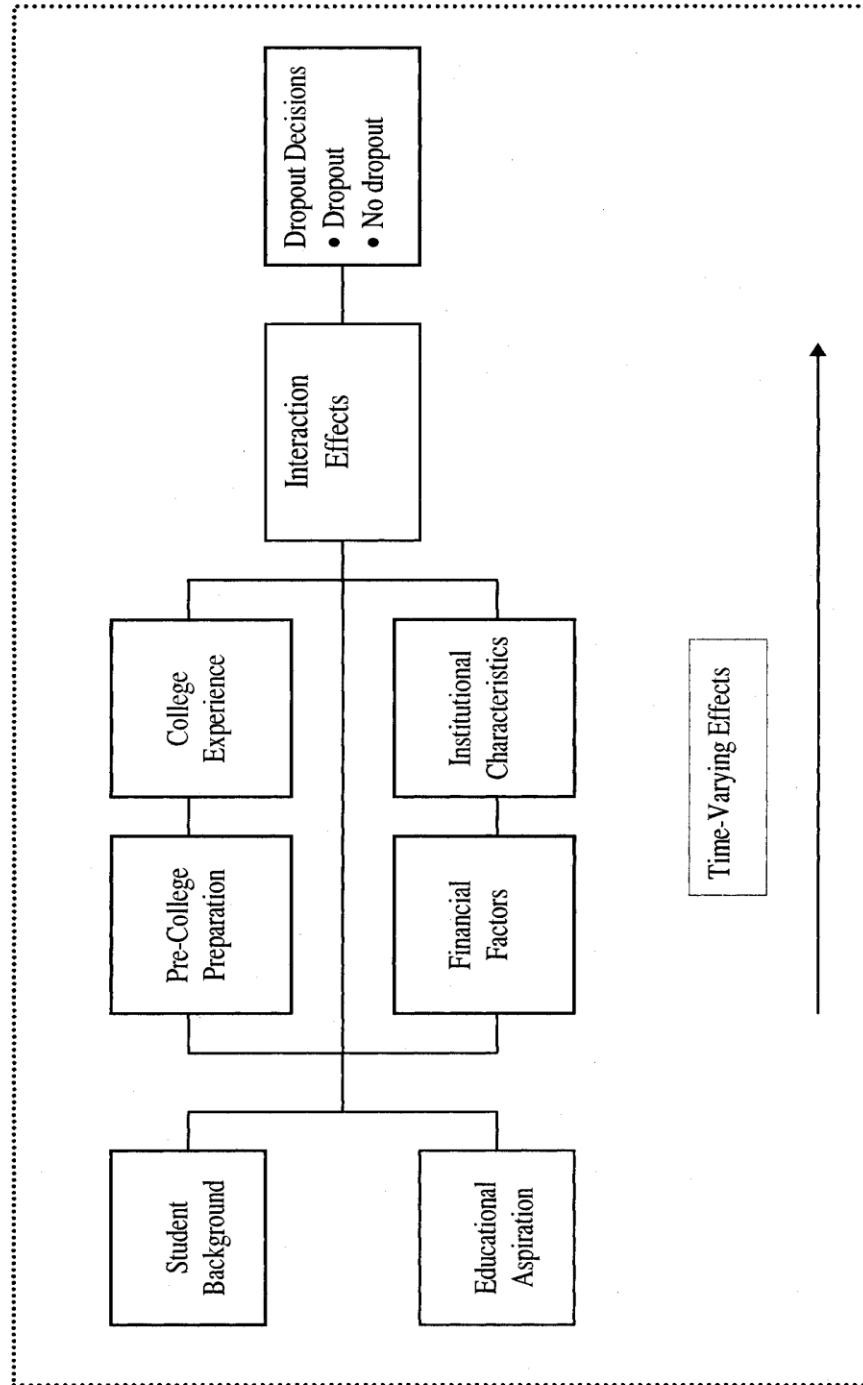 Student
Background
Educational
Aspiration
Pre-College
Preparation
Financial
Factors
College
Experience
Institutional
Characteristics
Interaction
Effects
Dropout Decisions
• Dropout
• No dropout
Time-Varying Effects